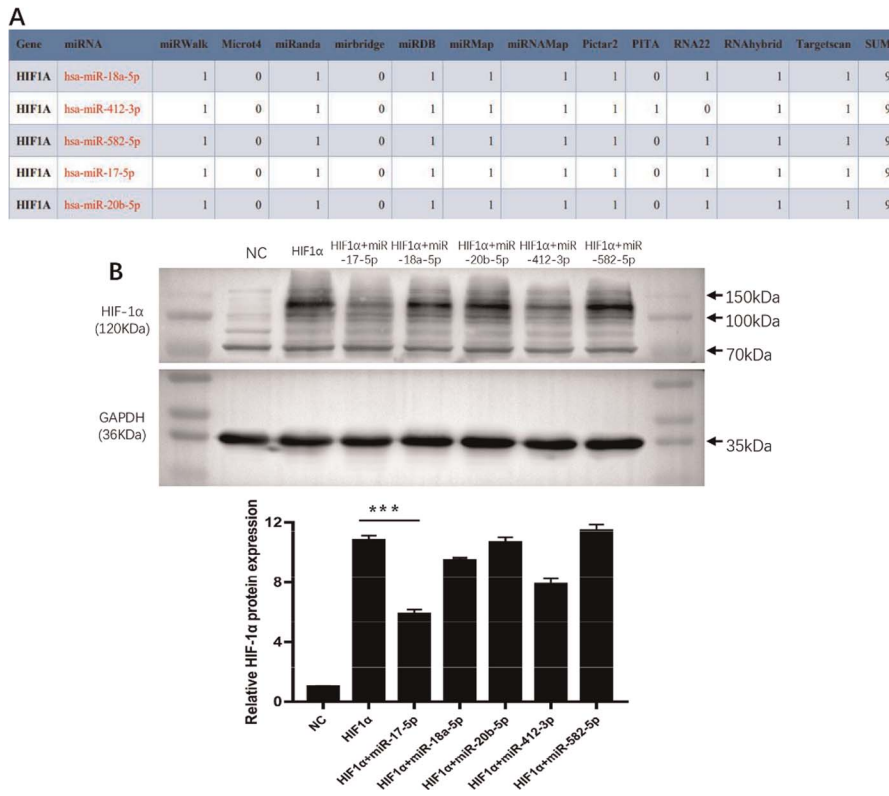 A
Gene miRNA miRWalk Microt4 miRanda mirbridge miRDB miRMap miRNAMap Pictar2 PITA RNA22 RNAhybrid Targetscan SUM
HIF1A hsa-miR-18a-5p 1 0 1 0 1 1 1 1 0 1 1 1 9
HIF1A hsa-miR-412-3p 1 0 1 0 1 1 1 1 1 0 1 1 9
HIF1A hsa-miR-582-5p 1 0 1 0 1 1 1 1 0 1 1 1 9
HIF1A hsa-miR-17-5p 1 0 1 0 1 1 1 1 0 1 1 1 9
HIF1A hsa-miR-20b-5p 1 0 1 0 1 1 1 1 0 1 1 1 9
B
NC HIF1α HIF1α+miR HIF1α+miR HIF1α+miR HIF1α+miR HIF1α+miR
-17-5p -18a-5p -20b-5p -412-3p -582-5p
HIF-1α
(120KDa)
150kDa
100kDa
70kDa
GAPDH
(36KDa)
35kDa
Relative HIF-1α protein expression
12
8
4
0
***
NC
HIF1α
HIF1α+miR-17-5p
HIF1α+miR-18a-5p
HIF1α+miR-20b-5p
HIF1α+miR-412-3p
HIF1α+miR-582-5p